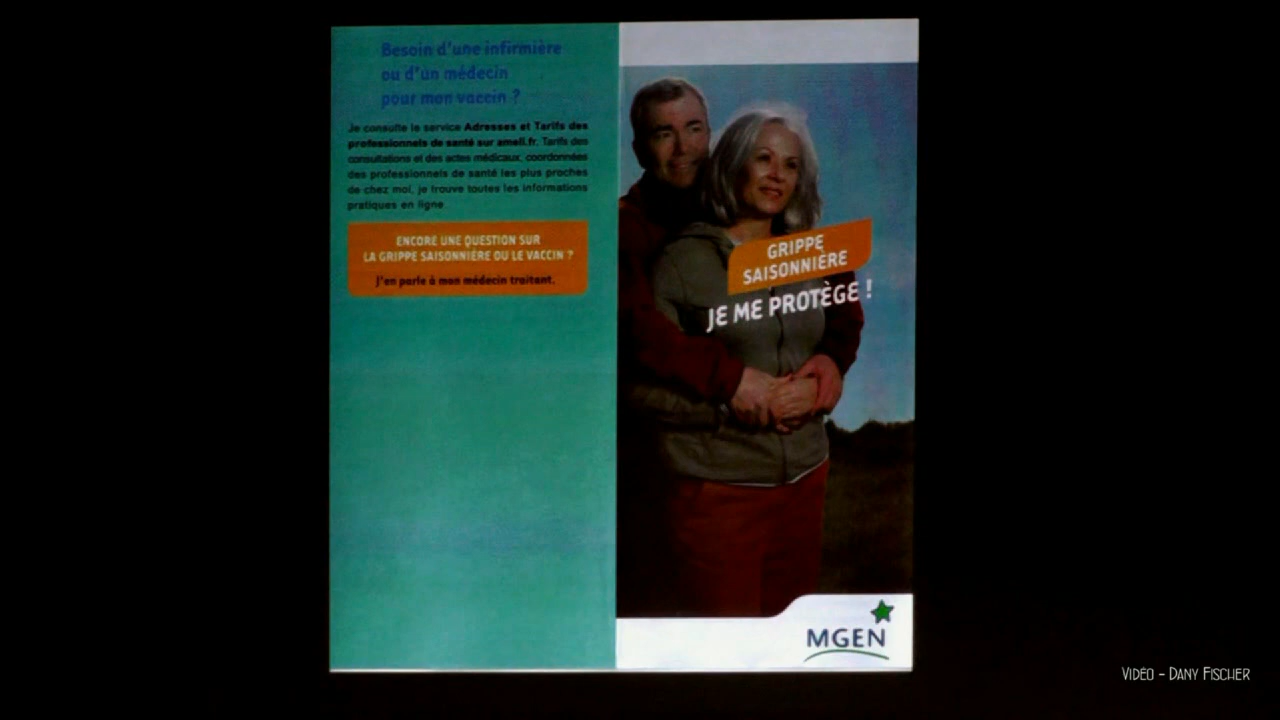 Besoin d'une infirmière
ou d'un médecin
pour mon vaccin ?
Je consulte le service Adresses et Tarifs des
professionnels de santé sur ameli.fr. Tarifs des
consultations et des actes médicaux, coordonnées
des professionnels de santé les plus proches
de chez moi, je trouve toutes les informations
pratiques en ligne.
ENCORE UNE QUESTION SUR
LA GRIPPE SAISONNIÈRE OU LE VACCIN ?
J'en parle à mon médecin traitant.
GRIPPE
SAISONNIÈRE
JE ME PROTÈGE !
MGEN
VIDÉO - DANY FISCHER